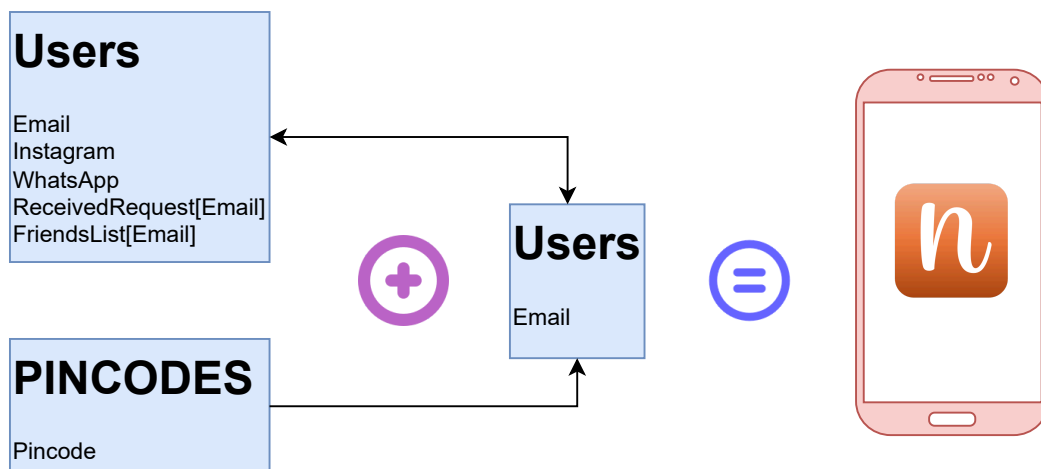 Users
Email
Instagram
WhatsApp
ReceivedRequest[Email]
FriendsList[Email]
PINCODES
Pincode
Users
Email
n